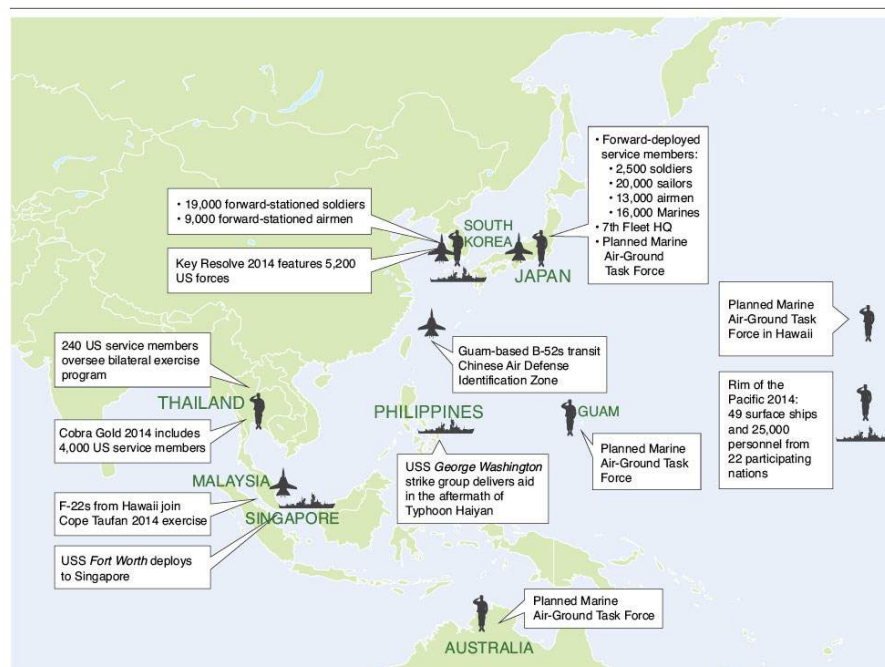 • Forward-deployed
service members:
• 2,500 soldiers
• 20,000 sailors
• 13,000 airmen
• 16,000 Marines
• 7th Fleet HQ
• Planned Marine
Air-Ground
Task Force
• 19,000 forward-stationed soldiers
• 9,000 forward-stationed airmen
SOUTH
KOREA
Key Resolve 2014 features 5,200
US forces
JAPAN
Planned Marine
Air-Ground Task
Force in Hawaii
240 US service members
oversee bilateral exercise
program
Guam-based B-52s transit
Chinese Air Defense
Identification Zone
THAILAND
PHILIPPINES
GUAM
Rim of the
Pacific 2014:
49 surface ships
and 25,000
personnel from
22 participating
nations
Cobra Gold 2014 includes
4,000 US service members
Planned Marine
Air-Ground Task
Force
USS George Washington
strike group delivers aid
in the aftermath of
Typhoon Haiyan
MALAYSIA
F-22s from Hawaii join
Cope Taufan 2014 exercise
SINGAPORE
USS Fort Worth deploys
to Singapore
Planned Marine
Air-Ground Task Force
AUSTRALIA